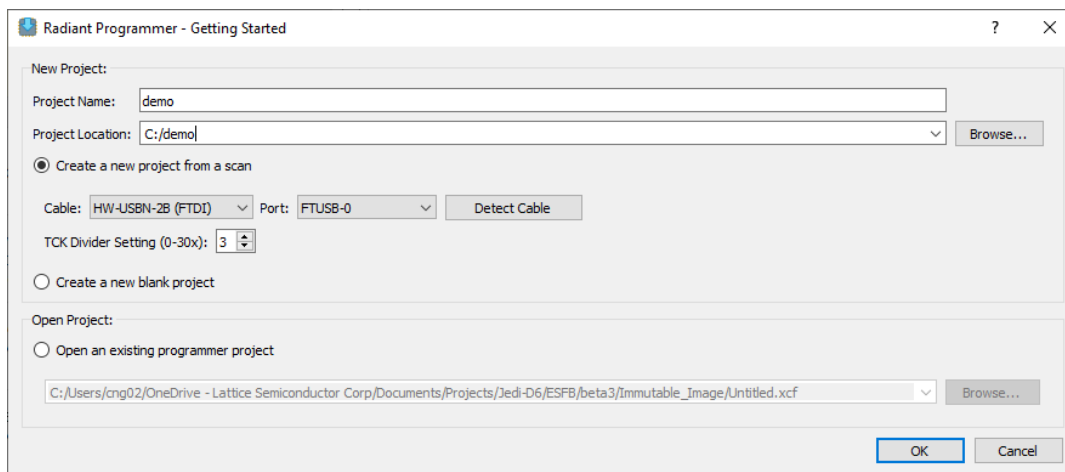 Radiant Programmer - Getting Started
?
New Project:
Project Name: demo
Project Location: C:/demo Browse...
Create a new project from a scan
Cable: HW-USBN-2B (FTDI) Port: FTUSB-0 Detect Cable
TCK Divider Setting (0-30x): 3
Create a new blank project
Open Project:
Open an existing programmer project
C:/Users/cng02/OneDrive - Lattice Semiconductor Corp/Documents/Projects/Jedi-D6/ESFB/beta3/Immutable_Image/Untitled.xcf Browse...
OK Cancel